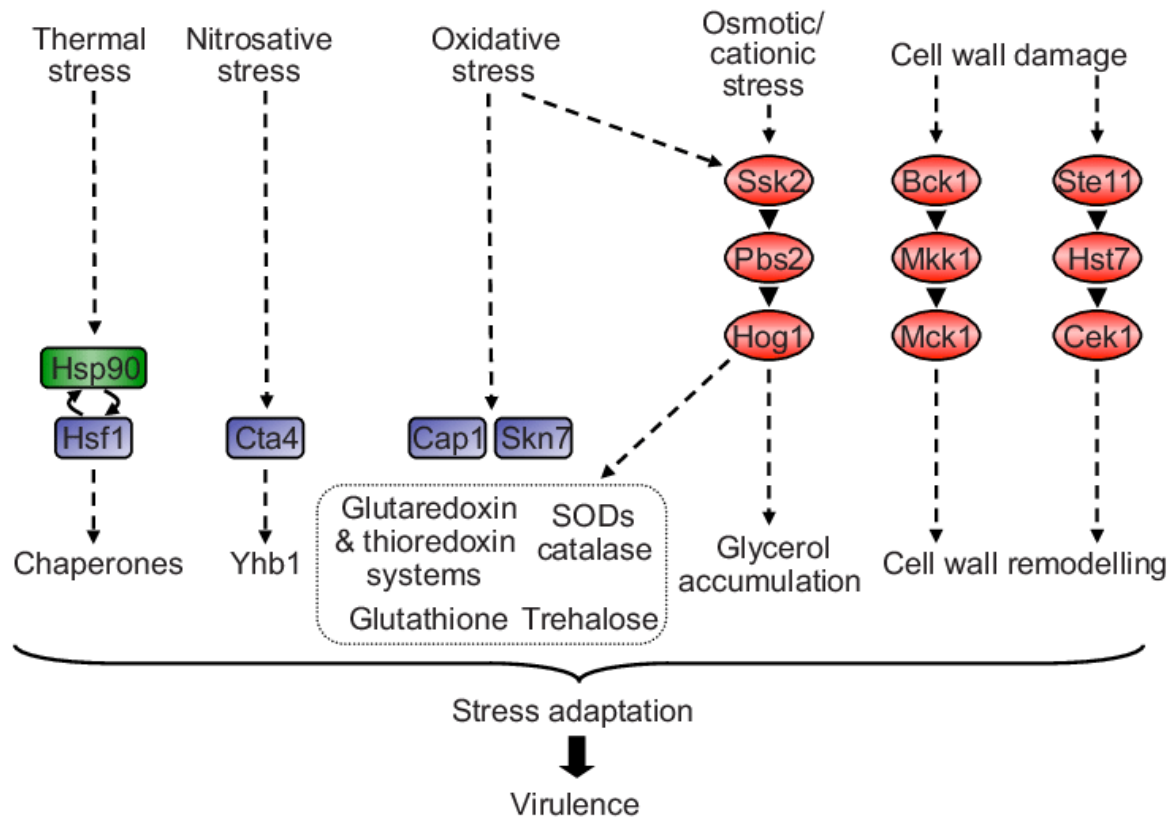 Thermal
stress
Nitrosative
stress
Oxidative
stress
Osmotic/
cationic
stress
Cell wall damage
Ssk2
Bck1
Ste11
Pbs2
Mkk1
Hst7
Hog1
Mck1
Cek1
Hsp90
Hsf1
Cta4
Cap1
Skn7
Chaperones
Yhb1
Glutaredoxin
& thioredoxin
systems
SODs
catalase
Glutathione
Trehalose
Glycerol
accumulation
Cell wall remodelling
Stress adaptation
Virulence